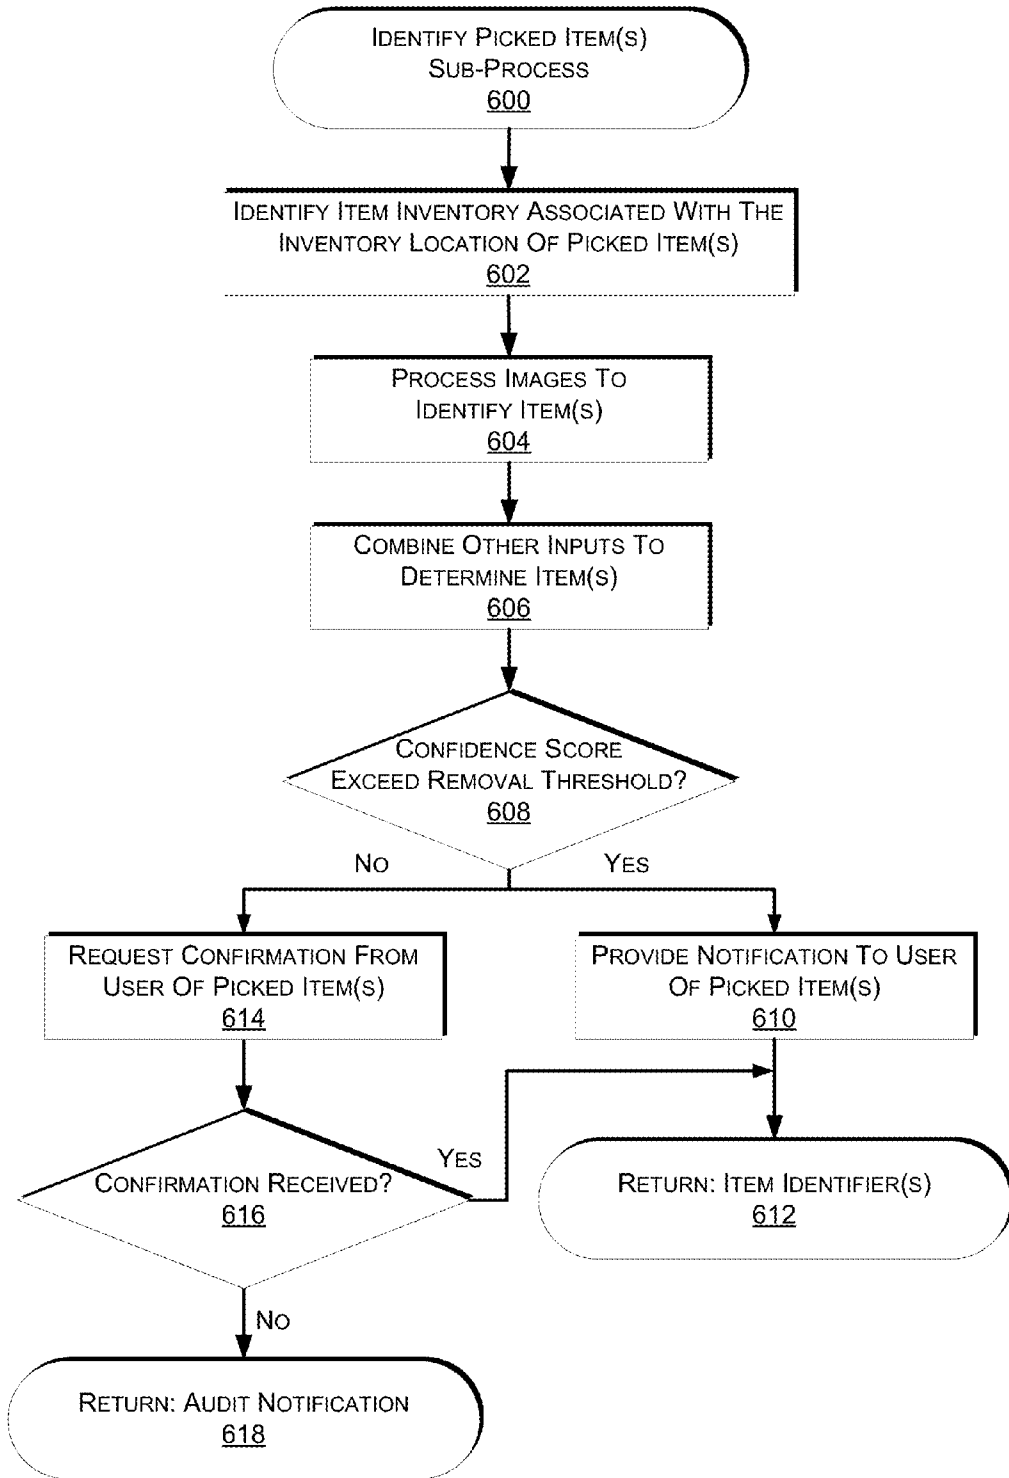 IDENTIFY PICKED ITEM(S)
SUB-PROCESS
600
IDENTIFY ITEM INVENTORY ASSOCIATED WITH THE
INVENTORY LOCATION OF PICKED ITEM(S)
602
PROCESS IMAGES TO
IDENTIFY ITEM(S)
604
COMBINE OTHER INPUTS TO
DETERMINE ITEM(S)
606
CONFIDENCE SCORE
EXCEED REMOVAL THRESHOLD?
608
NO
YES
REQUEST CONFIRMATION FROM
USER OF PICKED ITEM(S)
614
PROVIDE NOTIFICATION TO USER
OF PICKED ITEM(S)
610
CONFIRMATION RECEIVED?
616
YES
RETURN: ITEM IDENTIFIER(S)
612
NO
RETURN: AUDIT NOTIFICATION
618